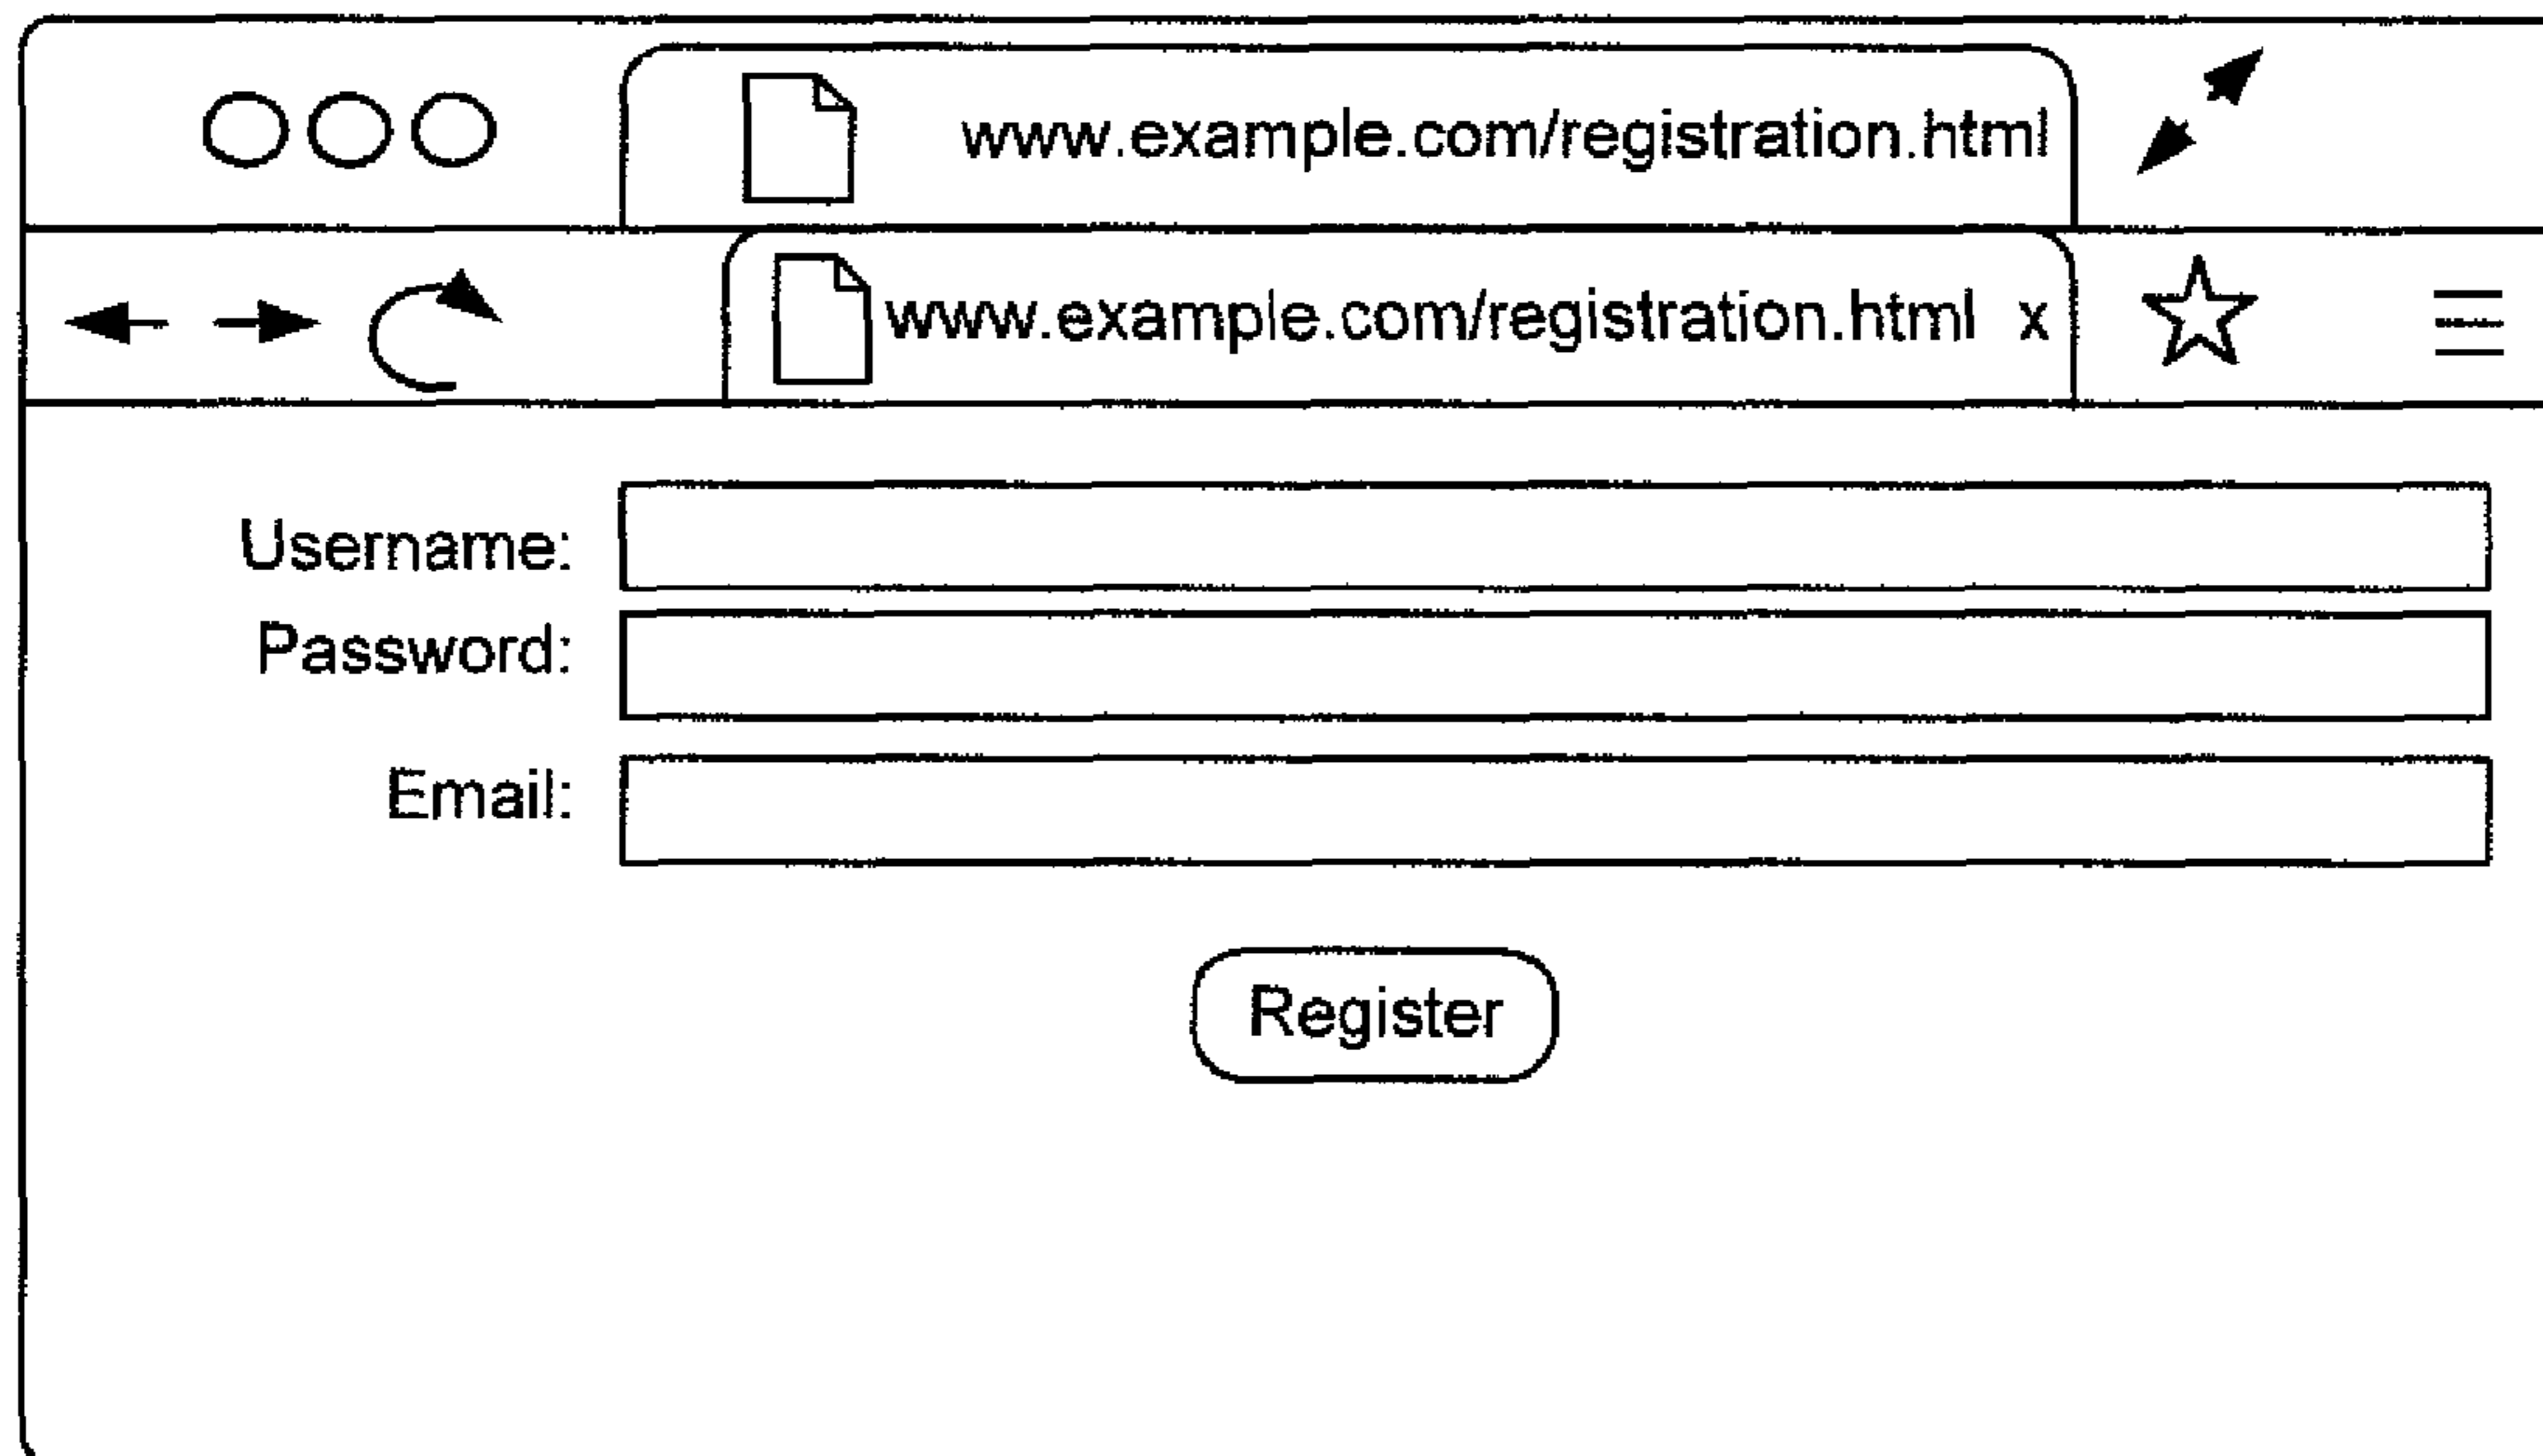 www.example.com/registration.html
www.example.com/registration.html x
Username:
Password:
Email:
Register